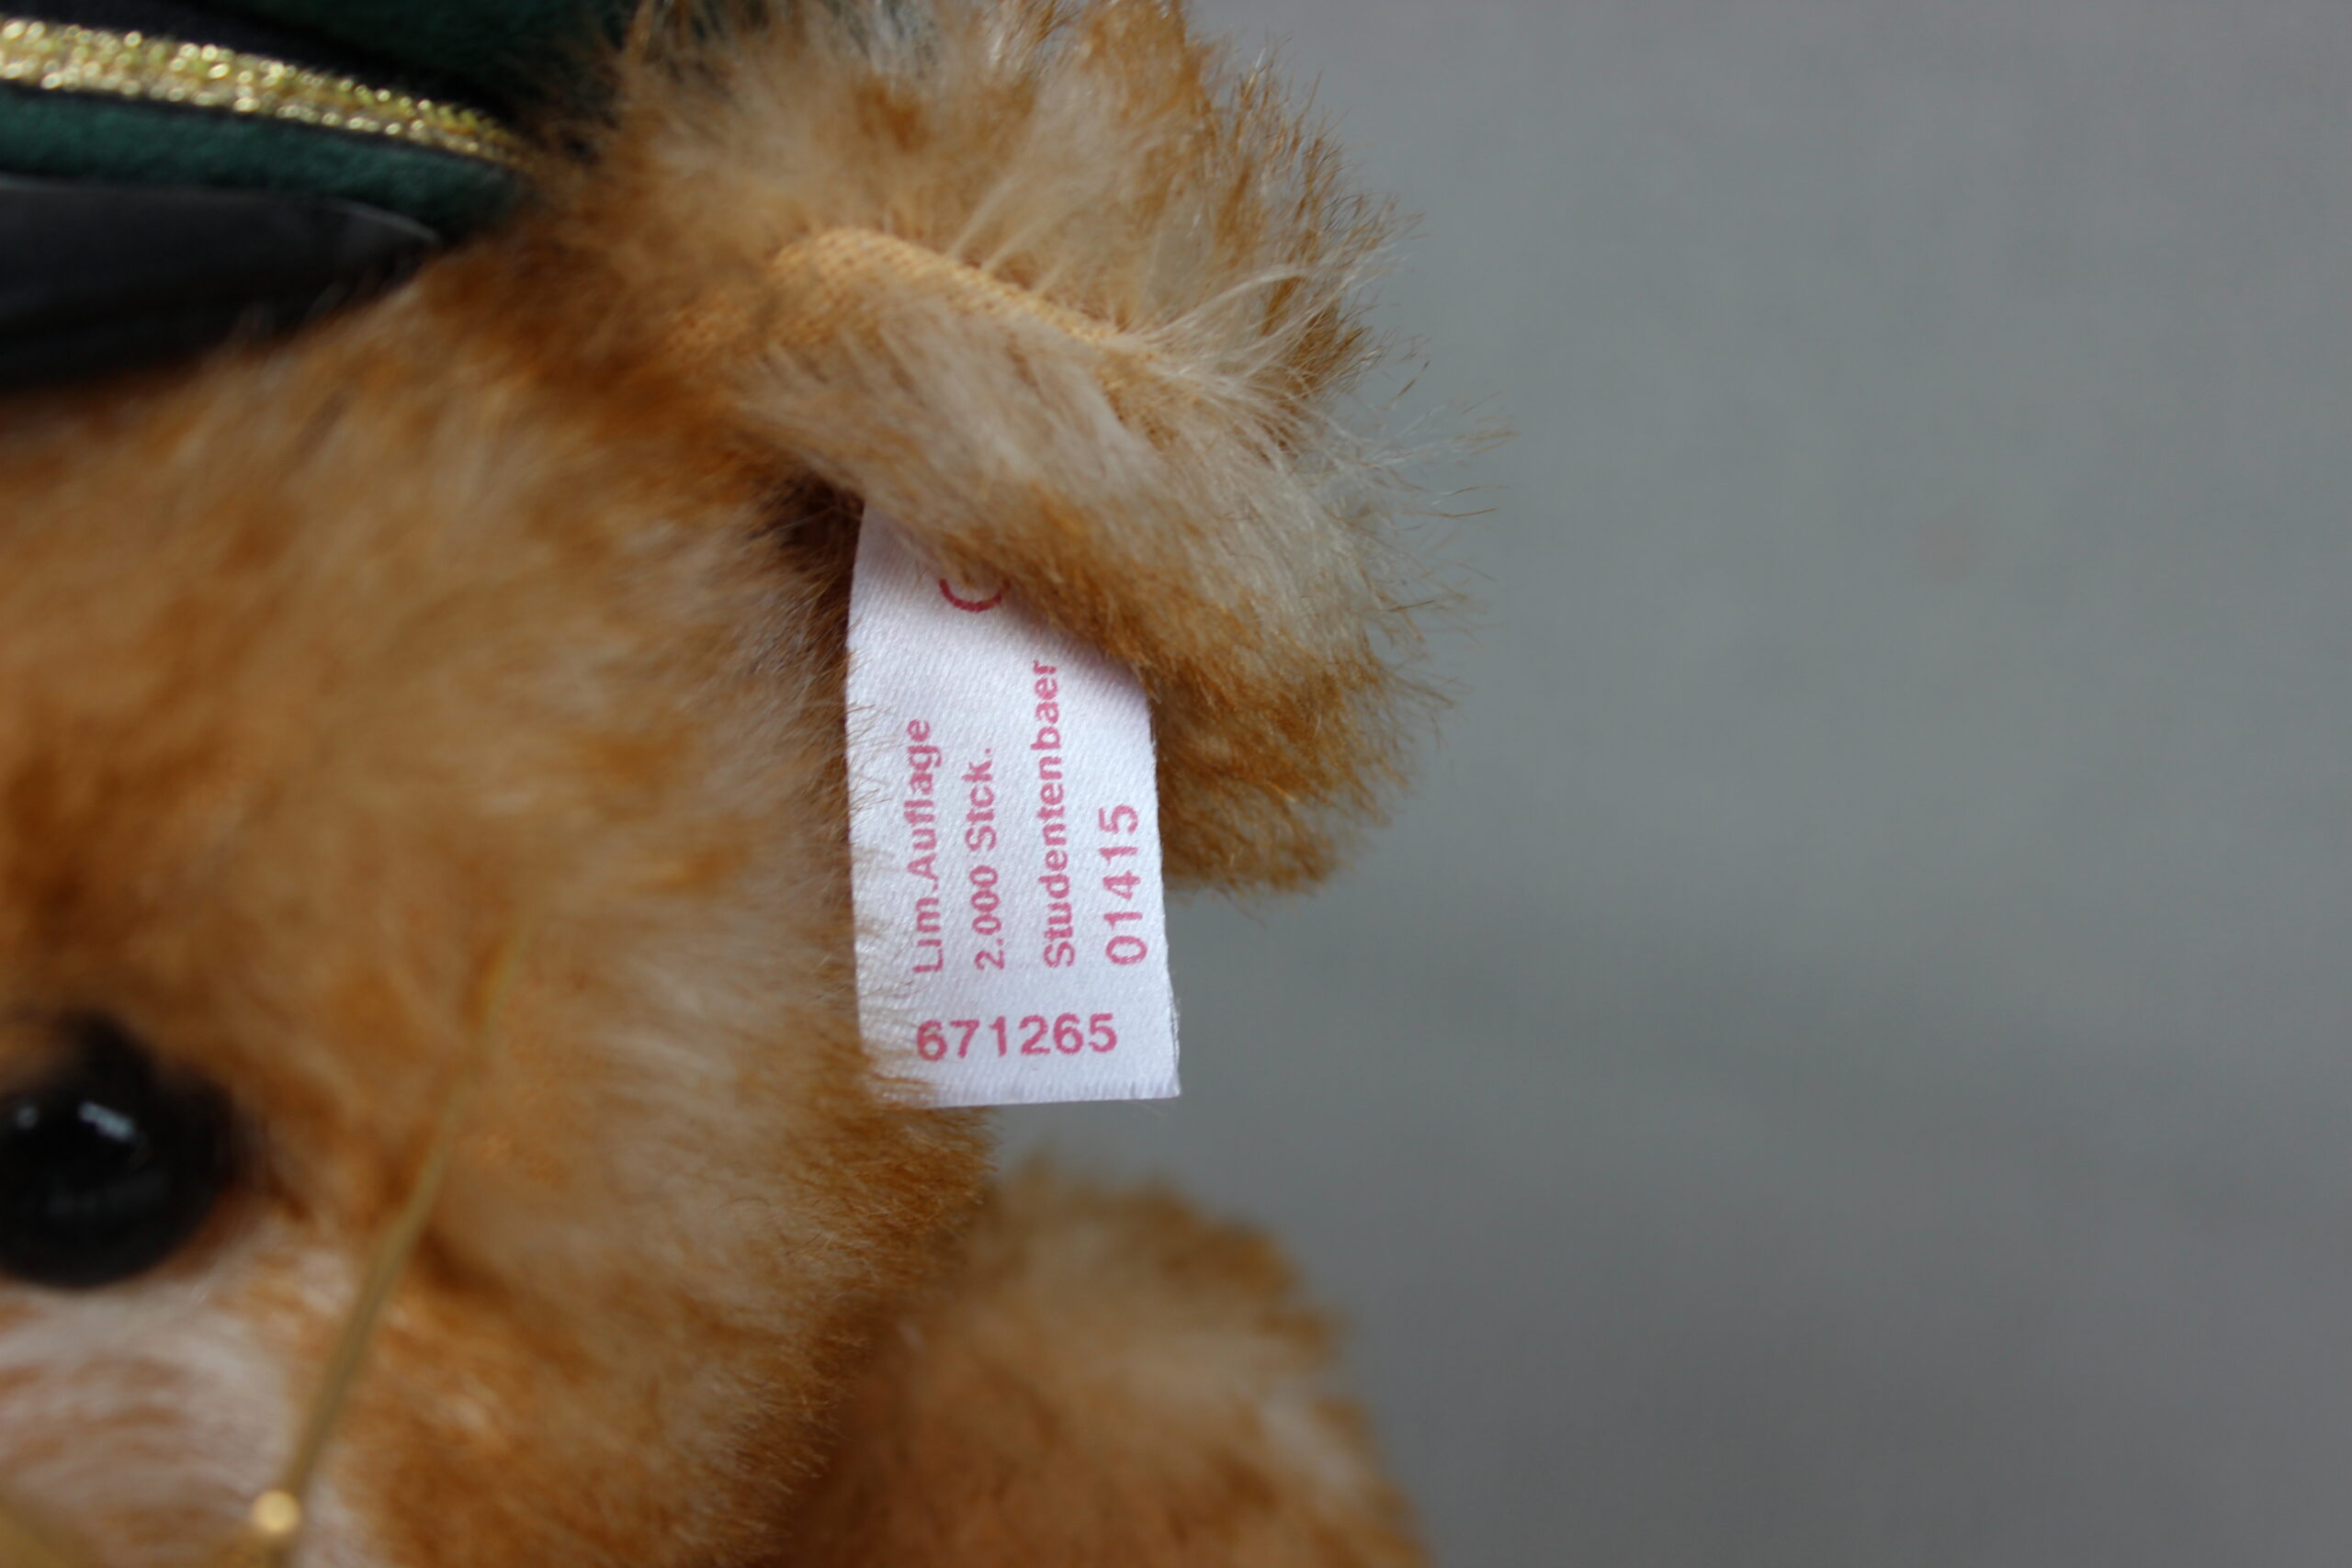 Lim.Auflage
2.000 Stck.
Studentenbaer
01415
671265